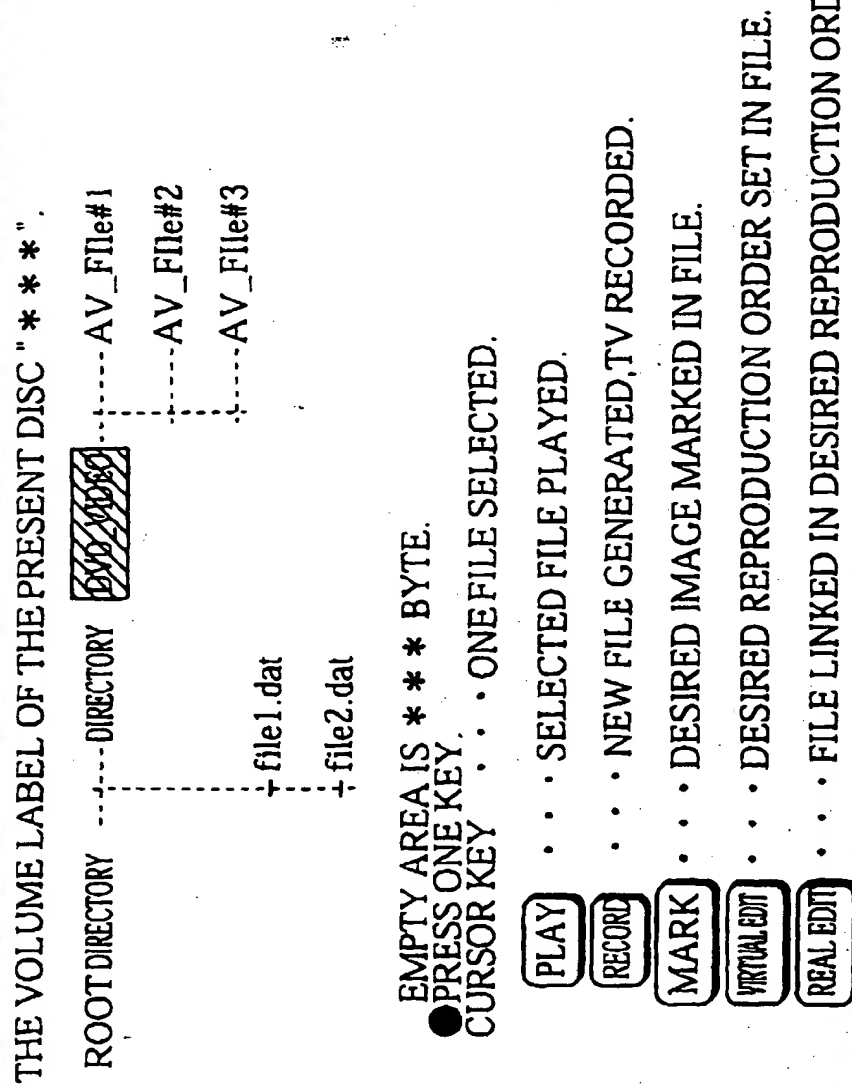 THE VOLUME LABEL OF THE PRESENT DISC "* * *".
ROOT DIRECTORY DIRECTORY DVD_VIDEO AV_FIle#1
AV_FIle#2
AV_FIle#3
file1.dat
file2.dat
EMPTY AREA IS * * * BYTE.
●PRESS ONE KEY.
CURSOR KEY · · · ONE FILE SELECTED.
PLAY · · · SELECTED FILE PLAYED.
RECORD · · · NEW FILE GENERATED,TV RECORDED.
MARK · · · DESIRED IMAGE MARKED IN FILE.
VIRTUAL EDIT · · · DESIRED REPRODUCTION ORDER SET IN FILE.
REAL EDIT · · · FILE LINKED IN DESIRED REPRODUCTION